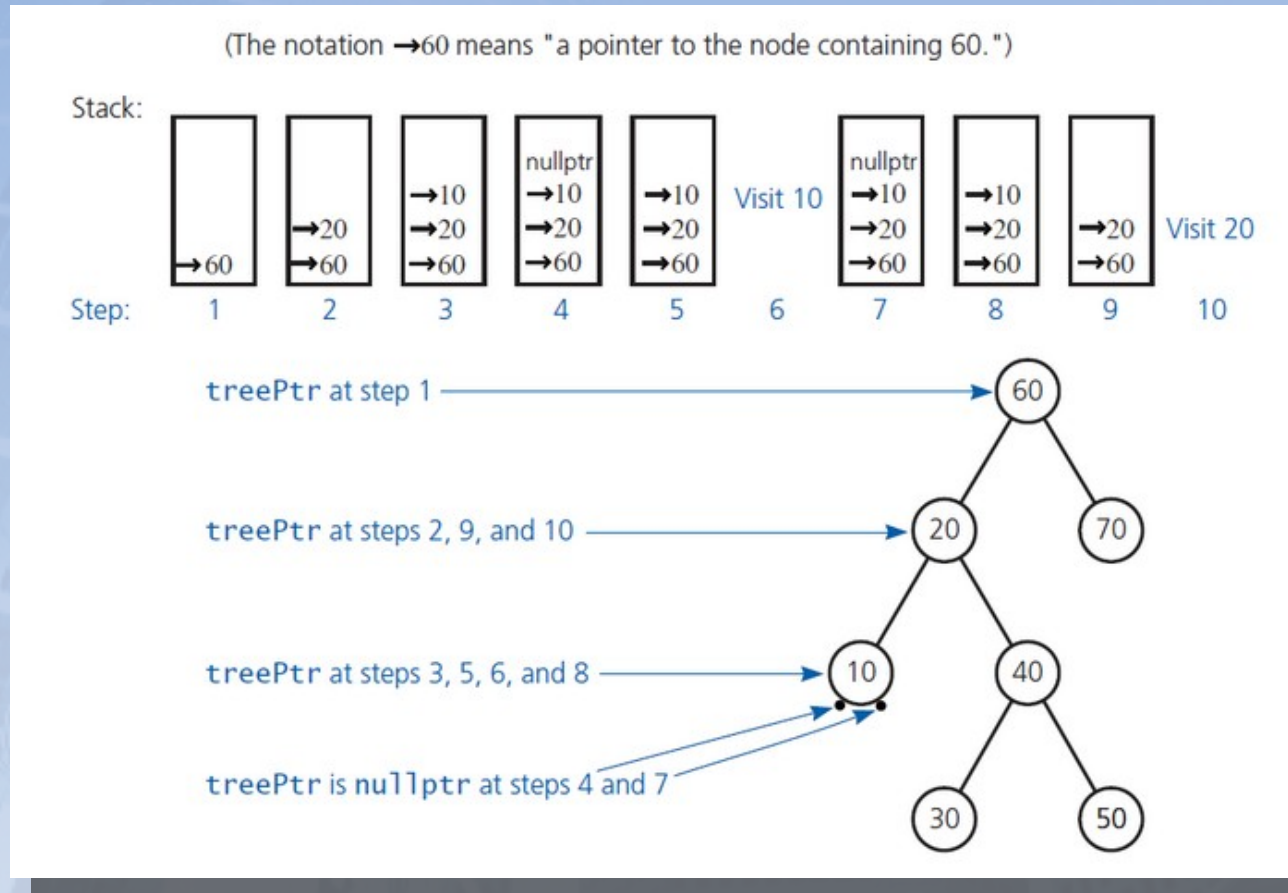 (The notation →60 means "a pointer to the node containing 60.")
Stack:
→60
→20
→60
→10
→20
→60
nullptr
→10
→20
→60
→10
→20
→60
Visit 10
nullptr
→10
→20
→60
→10
→20
→60
→20
→60
Visit 20
Step: 1 2 3 4 5 6 7 8 9 10
treePtr at step 1
60
treePtr at steps 2, 9, and 10
20 70
treePtr at steps 3, 5, 6, and 8
10 40
treePtr is nullptr at steps 4 and 7
30 50